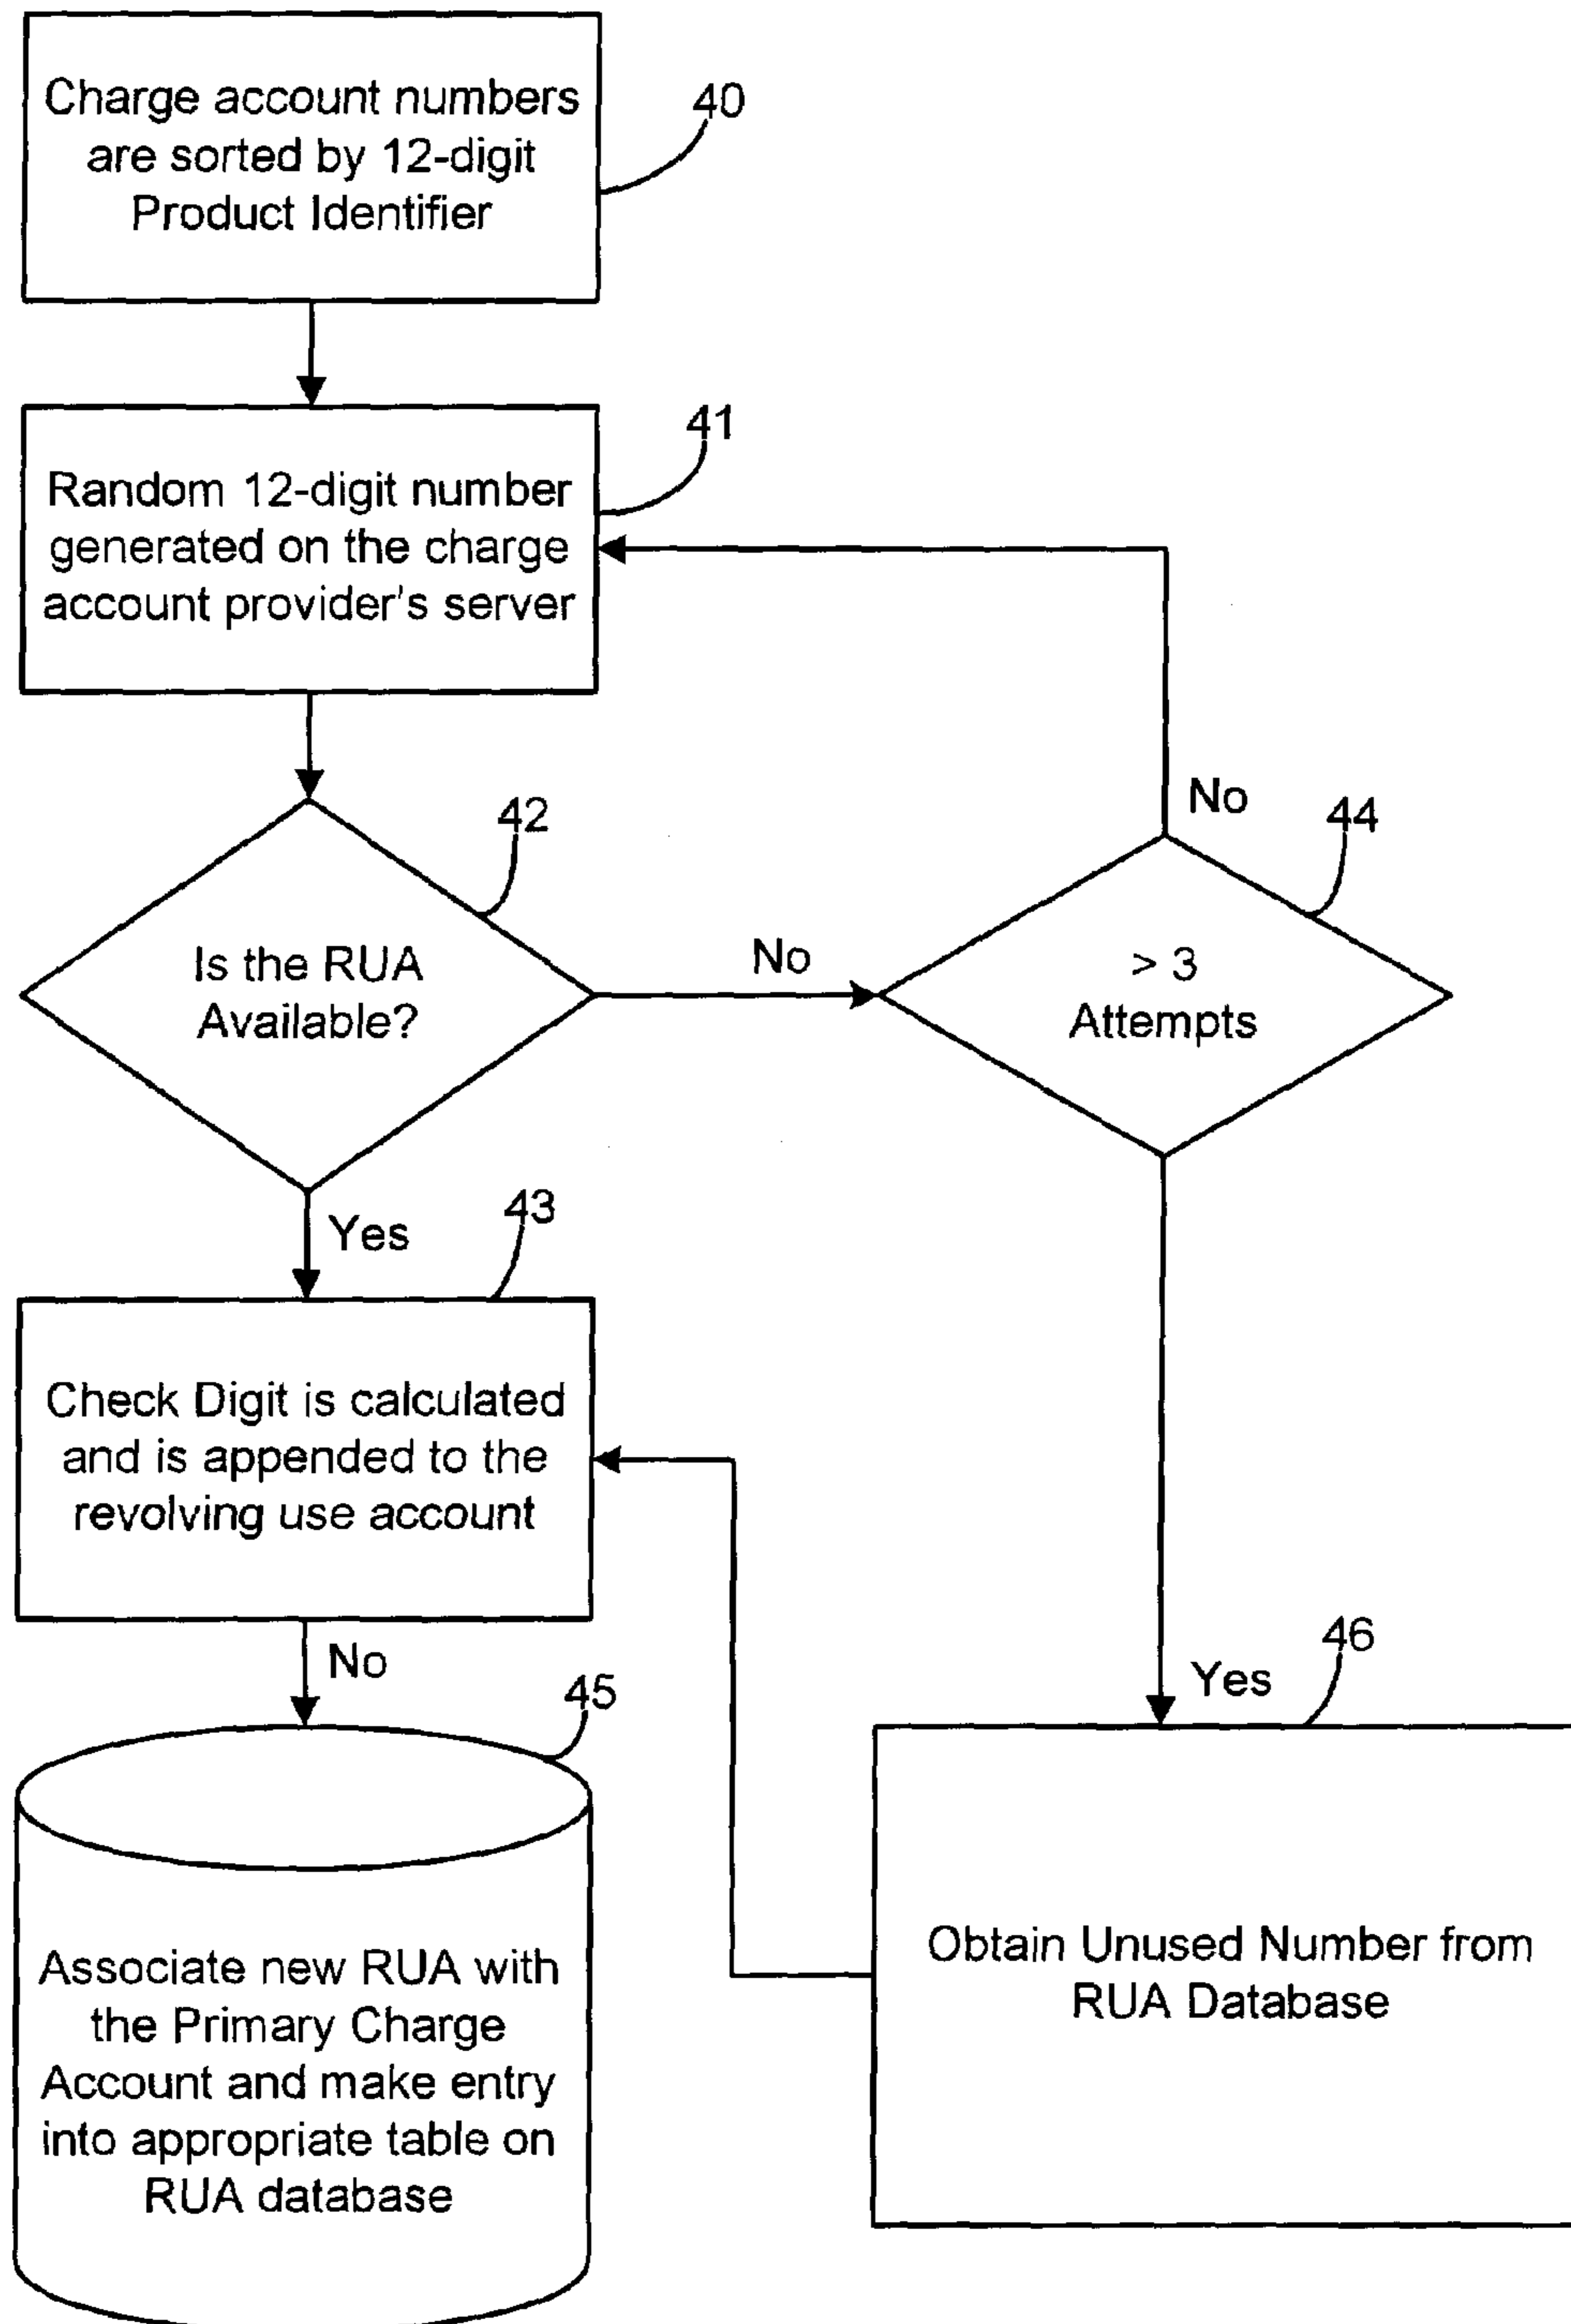 Charge account numbers
are sorted by 12-digit
Product Identifier
40
Random 12-digit number
generated on the charge
account provider's server
41
Is the RUA
Available?
42
No
> 3
Attempts
44
No
Yes
Check Digit is calculated
and is appended to the
revolving use account
43
No
Yes
46
Associate new RUA with
the Primary Charge
Account and make entry
into appropriate table on
RUA database
45
Obtain Unused Number from
RUA Database